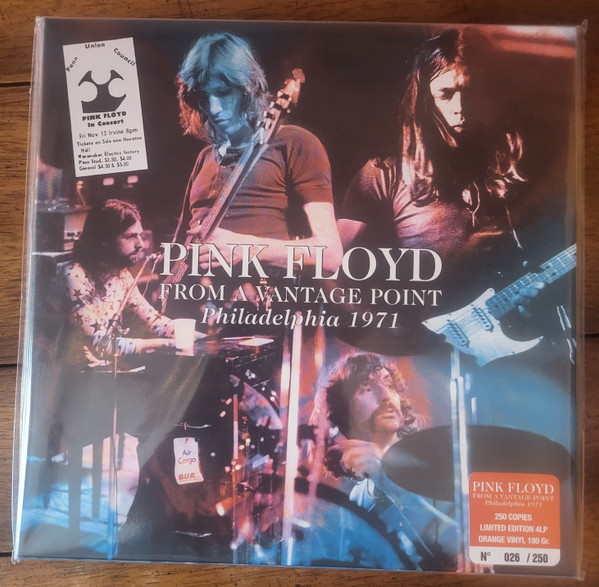 Penn Union Council
PINK FLOYD
In Concert
Fri Nov 12 Irvine 8pm
Tickets on Sale now Houston
Hall
Wanamaker Electric factory
Penn Stud. $3.50, $4.00
General $4.50 & $5.00
PINK FLOYD
FROM A VANTAGE POINT
Philadelphia 1971
Air
Cargo
BUR
PINK FLOYD
FROM A VANTAGE POINT
Philadelphia 1971
250 COPIES
LIMITED EDITION 4LP
ORANGE VINYL 180 Gr.
N° 026 / 250